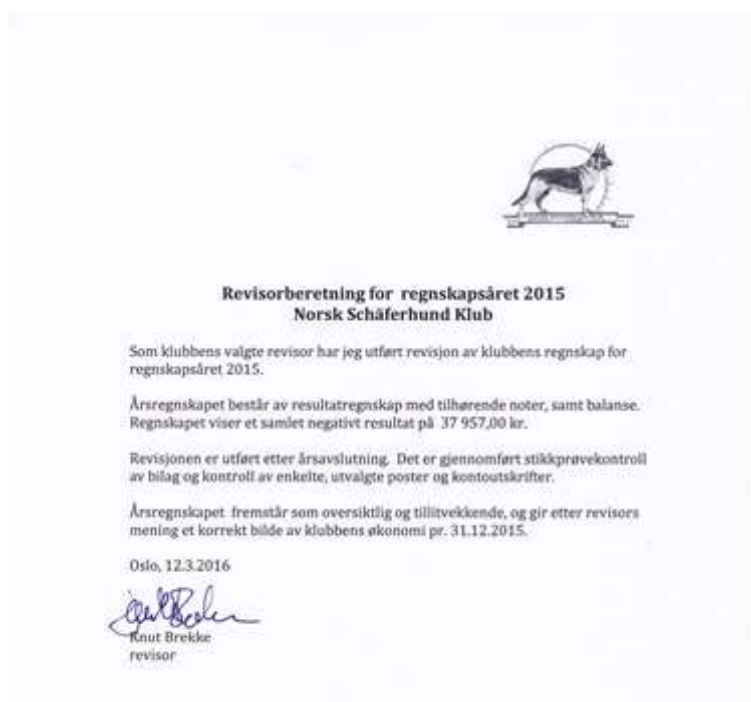 Revisorberetning for regnskapsåret 2015
Norsk Schäferhund Klub
Som klubbens valgte revisor har jeg utført revisjon av klubbens regnskap for
regnskapsåret 2015.
Årsregnskapet består av resultatregnskap med tilhørende noter, samt balanse.
Regnskapet viser et samlet negativt resultat på 37 957,00 kr.
Revisjonen er utført etter årsavslutning. Det er gjennomført stikkprøvekontroll
av bilag og kontroll av enkelte, utvalgte poster og kontoutskrifter.
Årsregnskapet fremstår som oversiktlig og tillitvekkende, og gir etter revisors
mening et korrekt bilde av klubbens økonomi pr. 31.12.2015.
Oslo, 12.3.2016
Knut Brekke
revisor